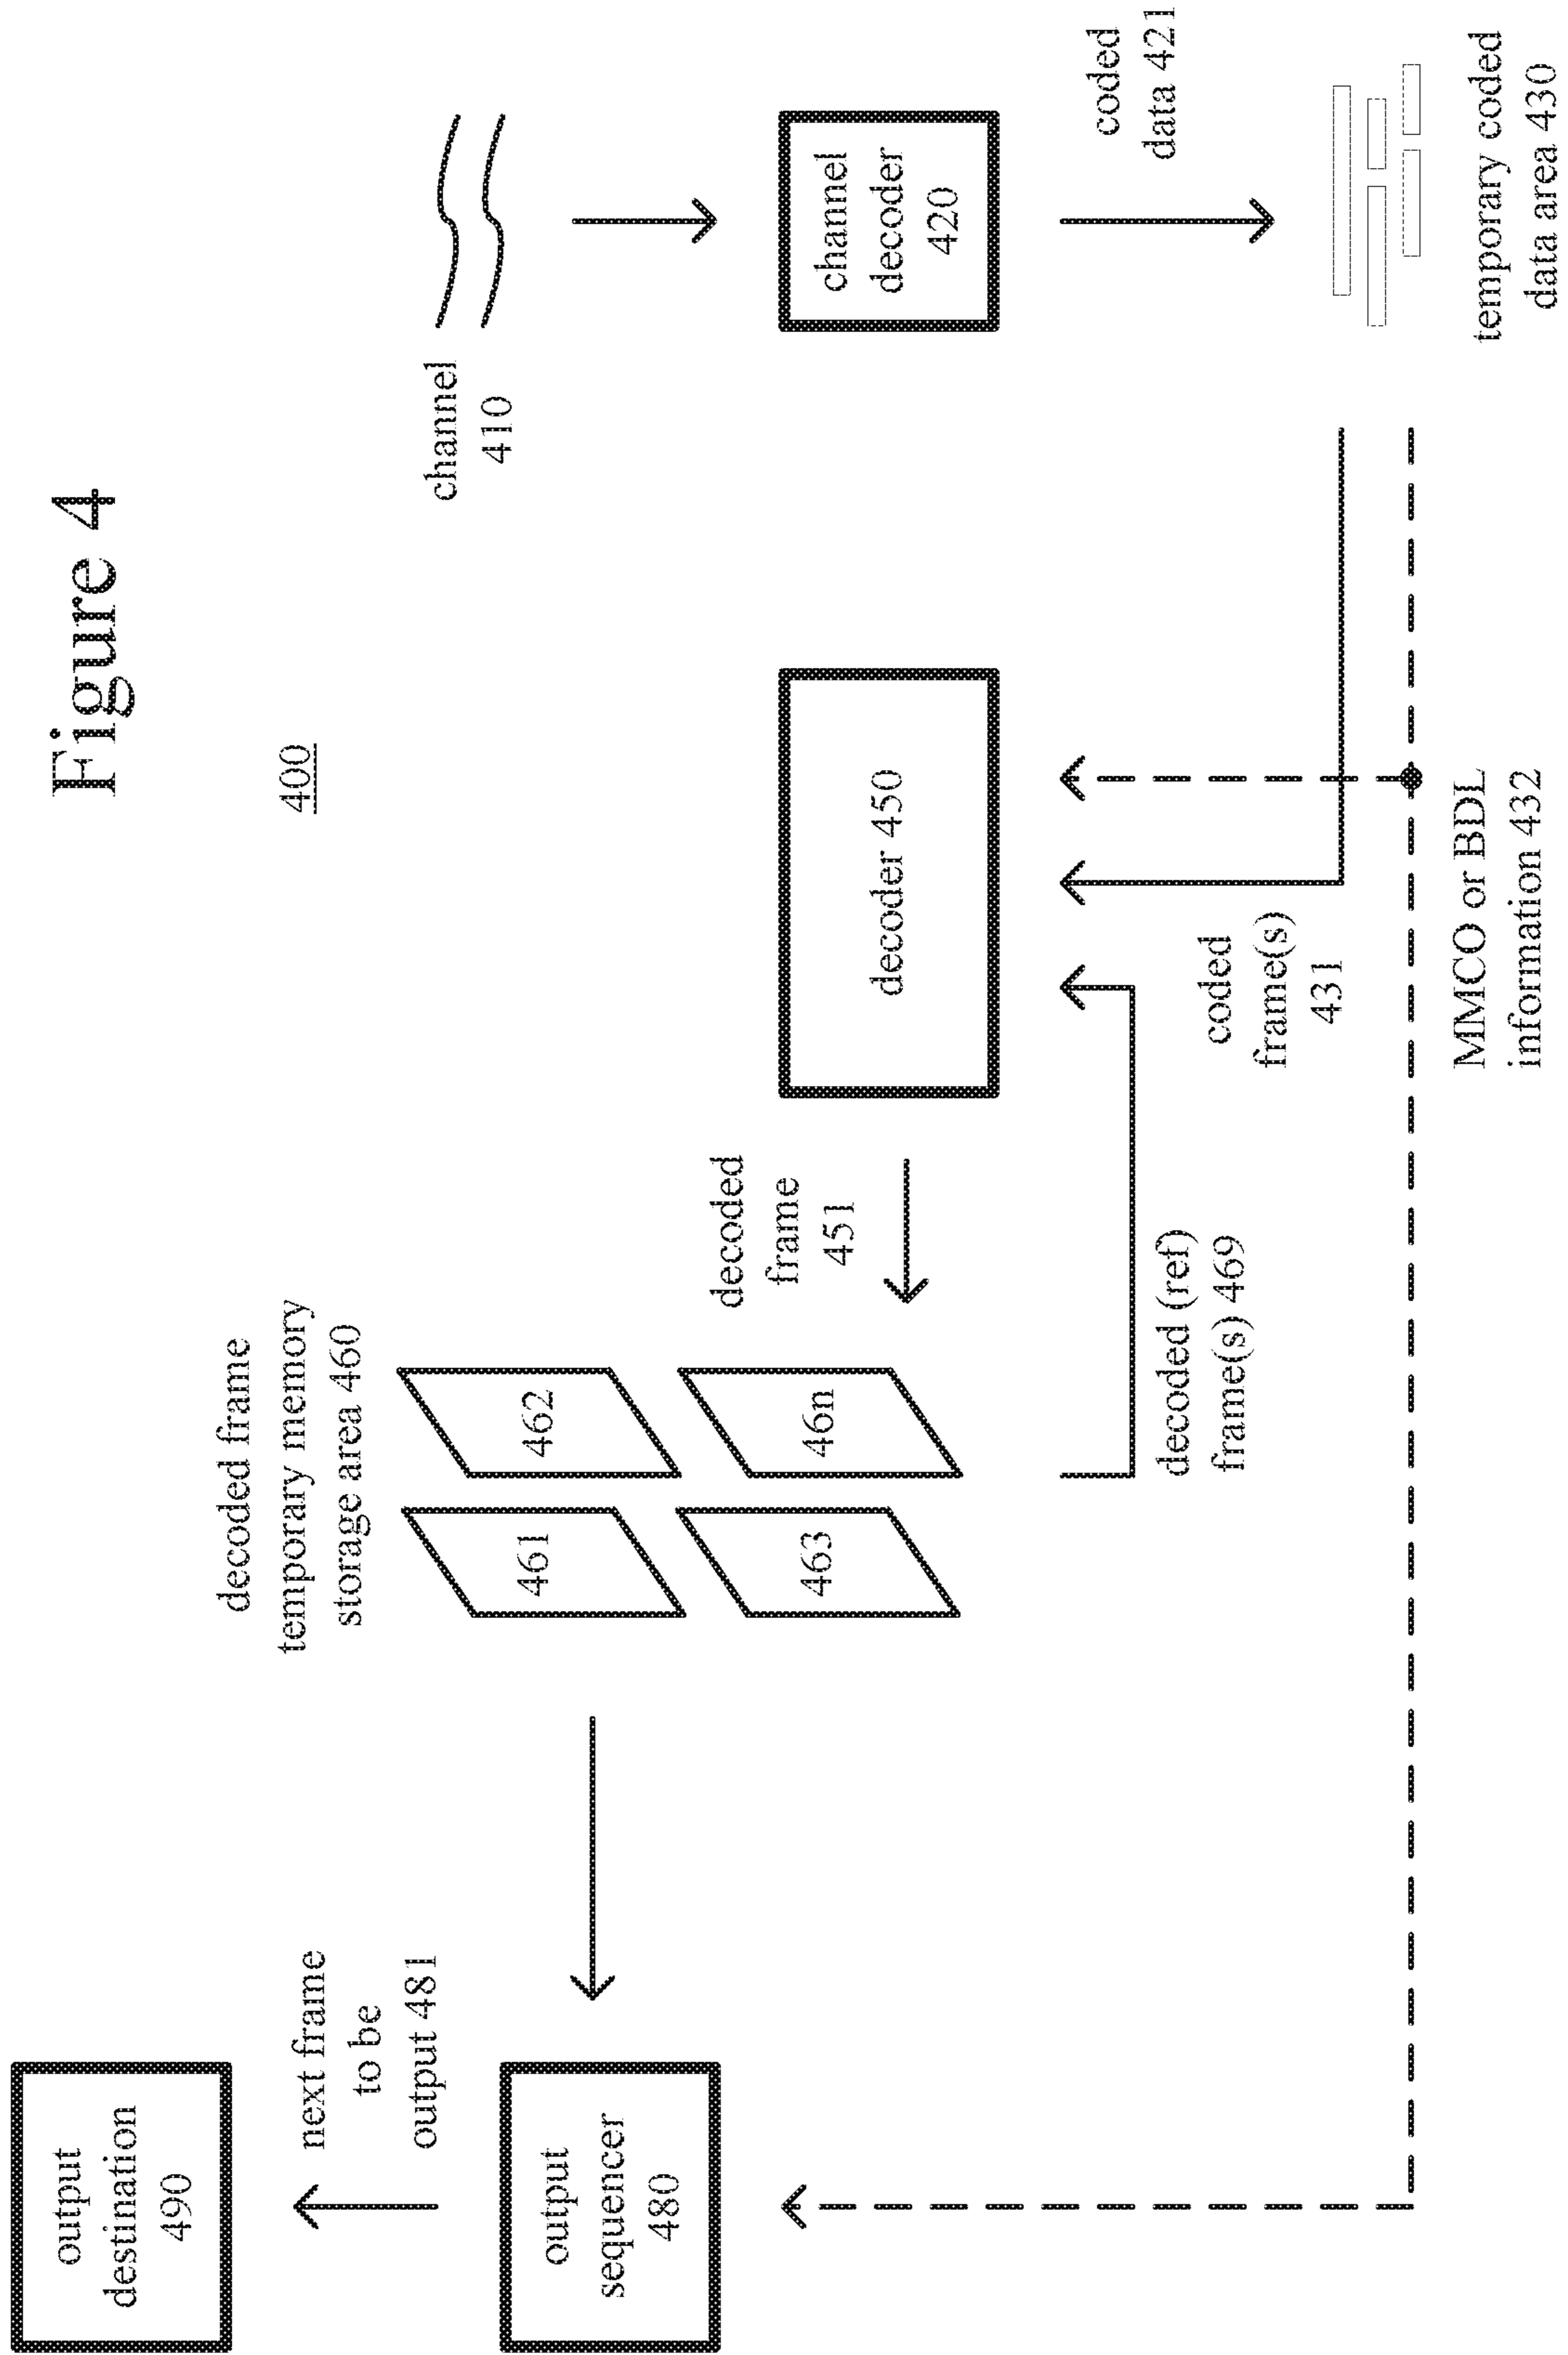 Figure 4
400
output
destination
490
next frame
to be
output 481
output
sequencer
480
decoded frame
temporary memory
storage area 460
461
462
463
46n
decoded
frame
451
decoded (ref)
frame(s) 469
decoder 450
coded
frame(s)
431
MMCO or BDL
information 432
channel
410
channel
decoder
420
coded
data 421
temporary coded
data area 430